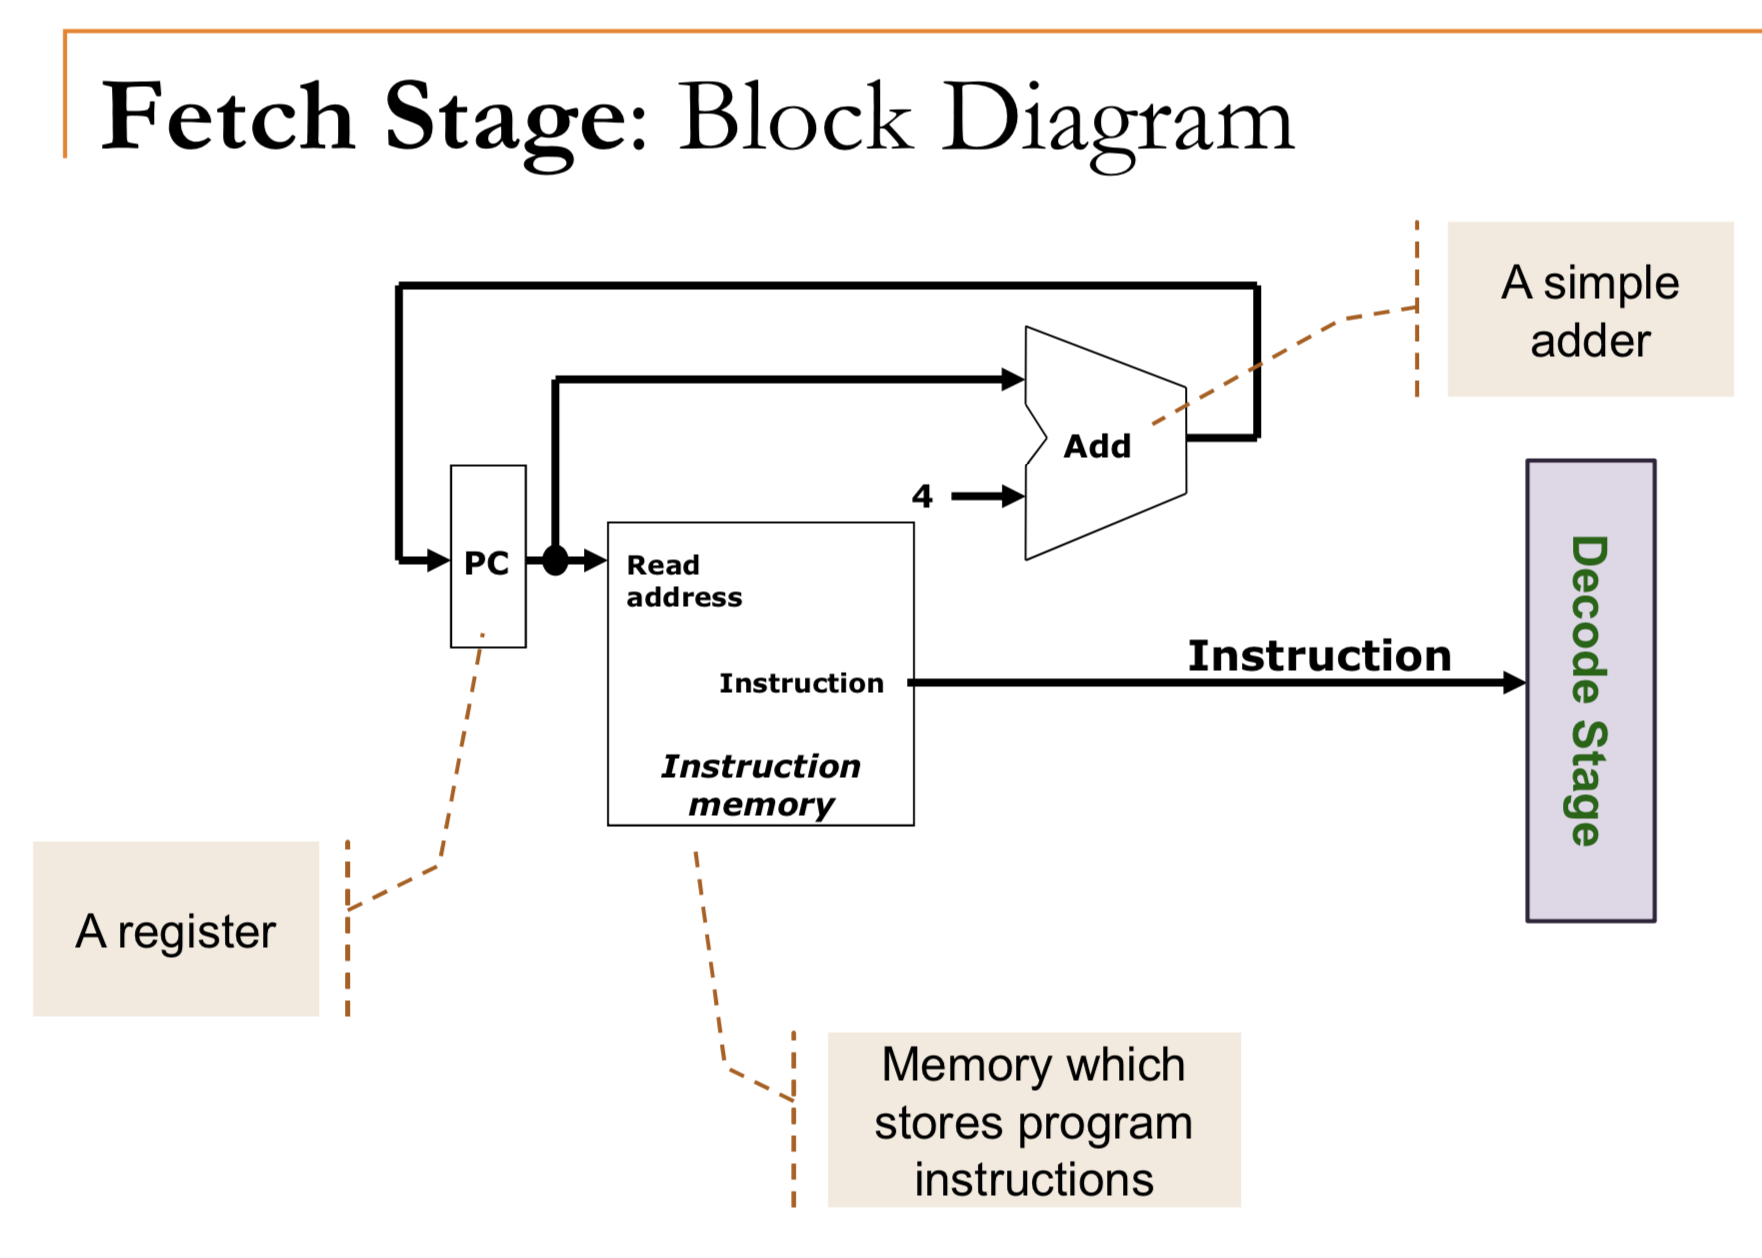 Fetch Stage: Block Diagram
A simple
adder
Add
4
PC
Read
address
Instruction
Instruction
memory
Instruction
Decode Stage
A register
Memory which
stores program
instructions